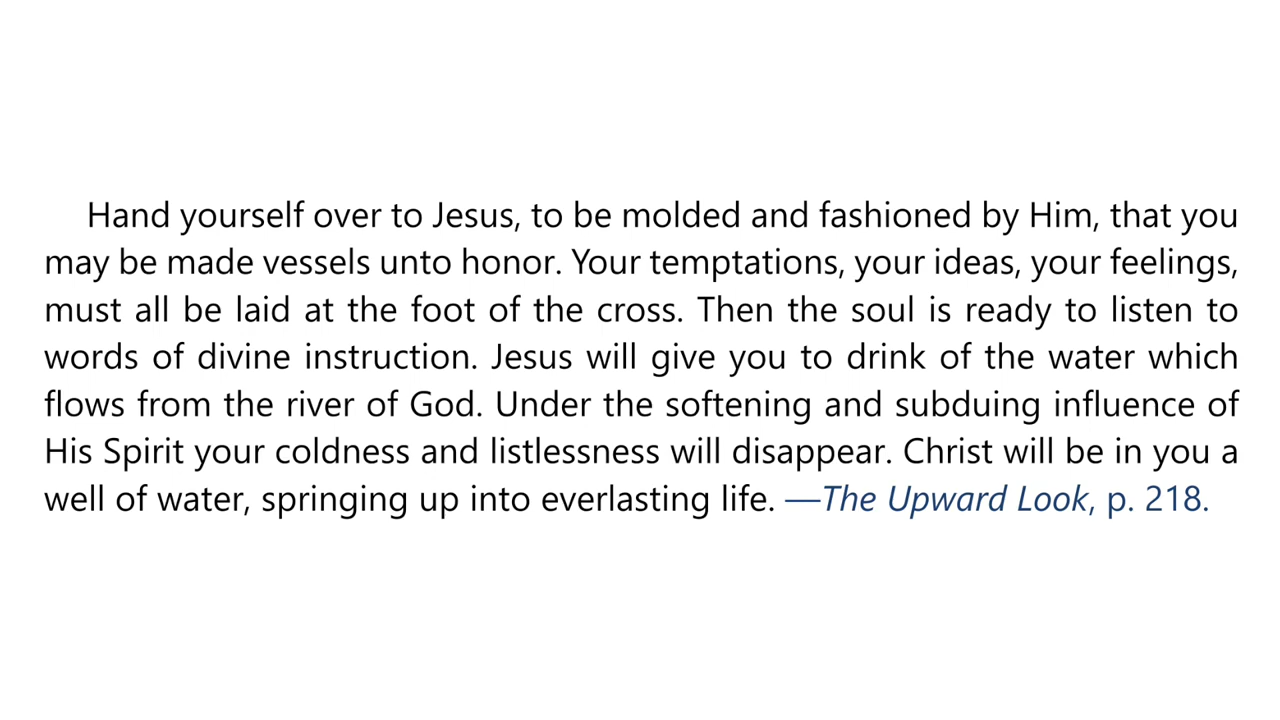 Hand yourself over to Jesus, to be molded and fashioned by Him, that you
may be made vessels unto honor. Your temptations, your ideas, your feelings,
must all be laid at the foot of the cross. Then the soul is ready to listen to
words of divine instruction. Jesus will give you to drink of the water which
flows from the river of God. Under the softening and subduing influence of
His Spirit your coldness and listlessness will disappear. Christ will be in you a
well of water, springing up into everlasting life. —The Upward Look, p. 218.